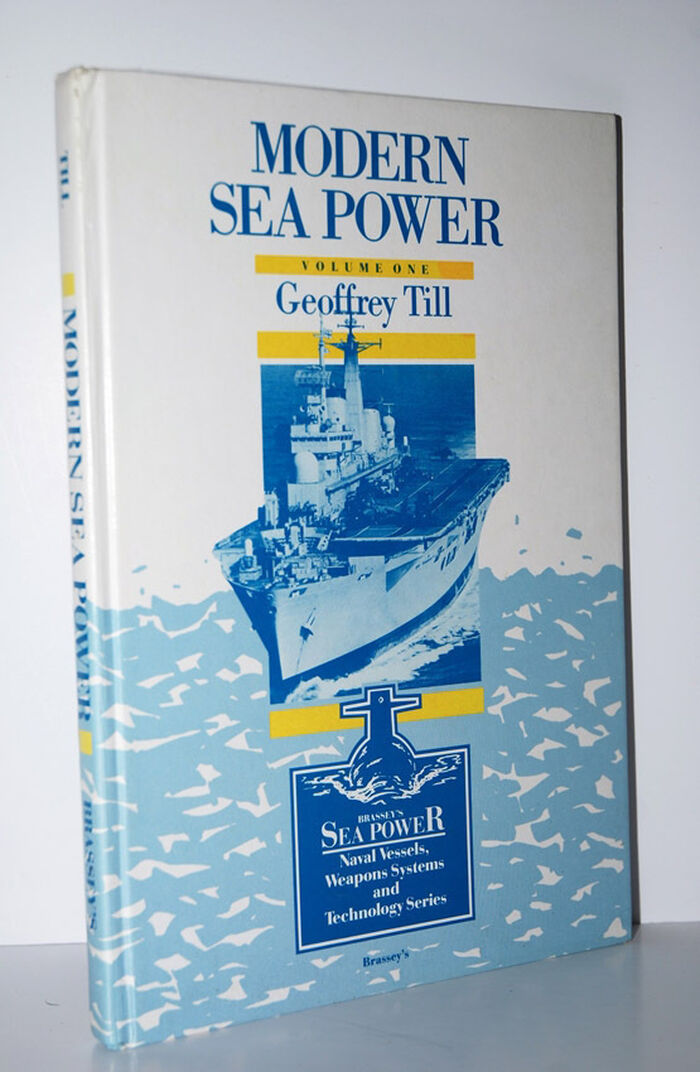 MODERN
SEA POWER
VOLUME ONE
Geoffrey Till
BRASSEY'S
SEA POWER
Naval Vessels,
Weapons Systems
and
Technology Series
Brassey's
TILL
MODERN SEA POWER
BRASSEY'S